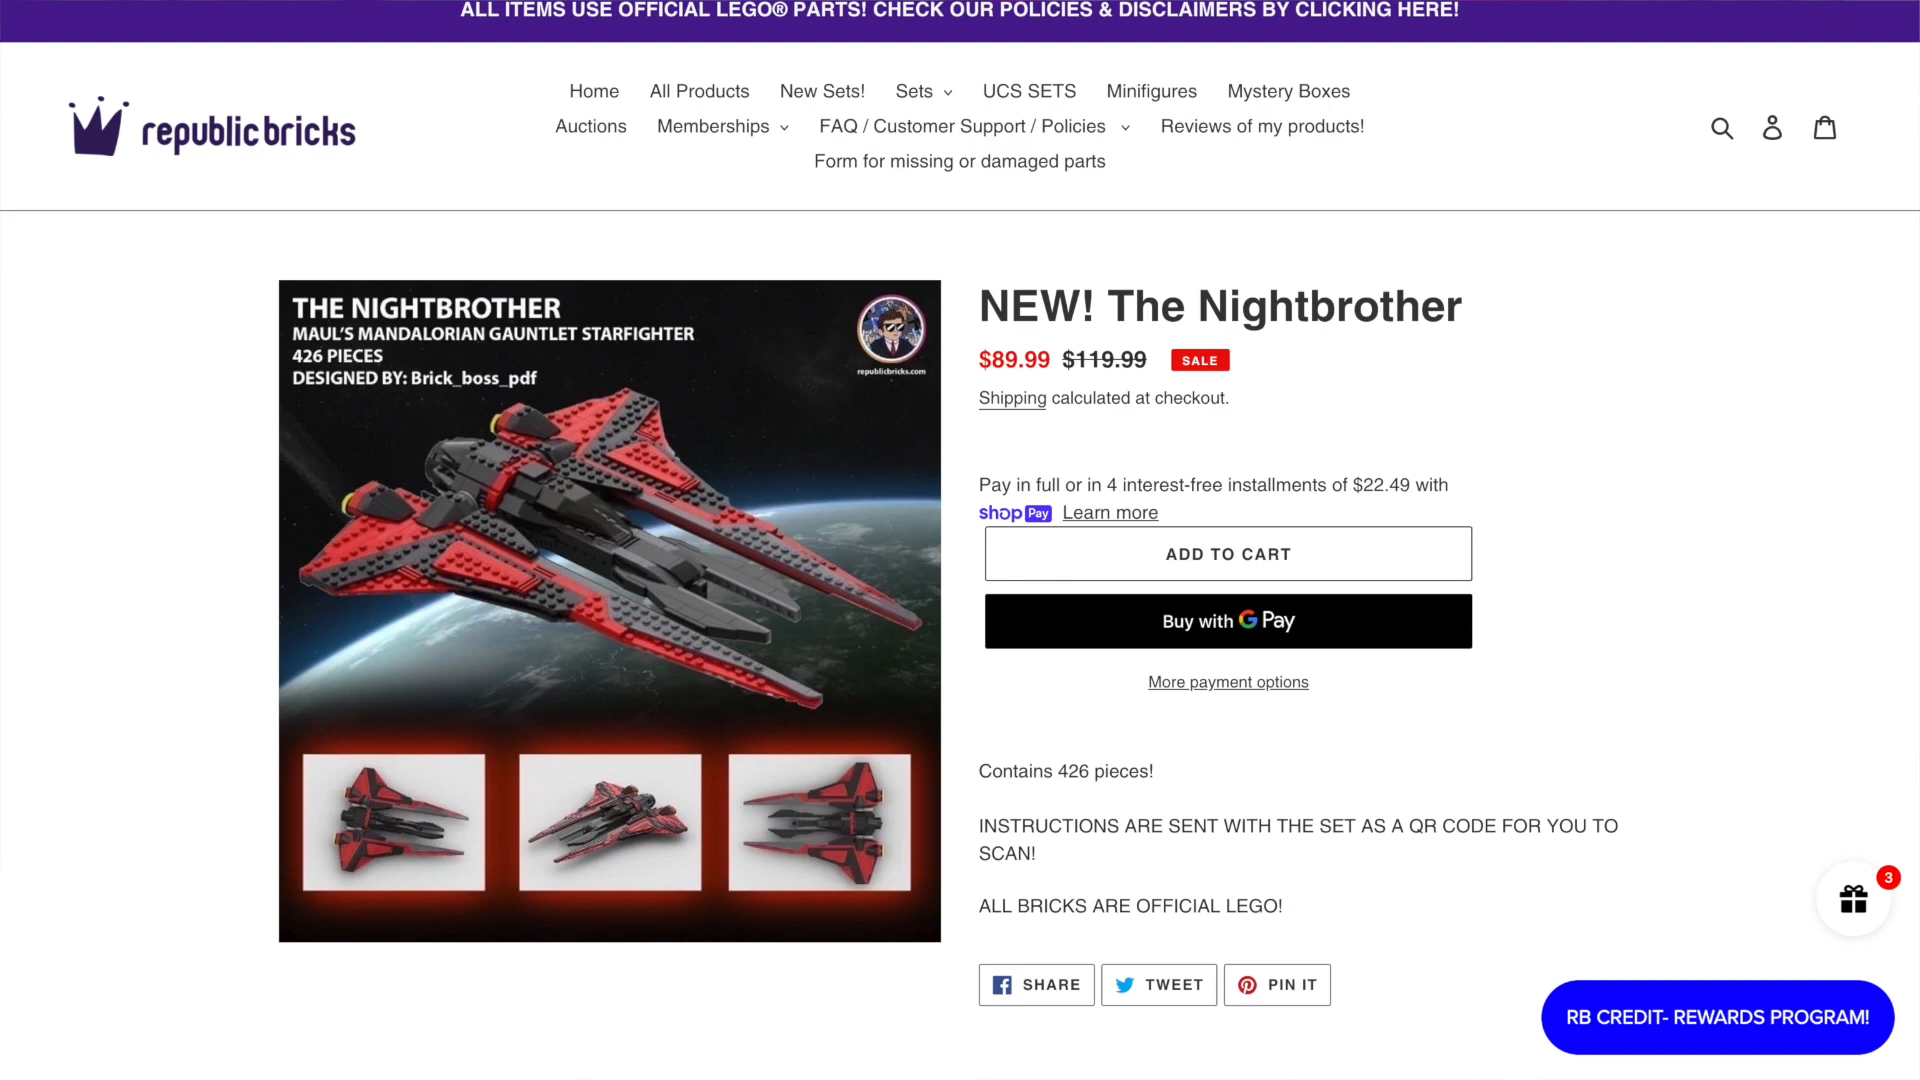 ALL ITEMS USE OFFICIAL LEGO® PARTS! CHECK OUR POLICIES & DISCLAIMERS BY CLICKING HERE!
republic bricks
Home All Products New Sets! Sets UCS SETS Minifigures Mystery Boxes
Auctions Memberships FAQ / Customer Support / Policies Reviews of my products!
Form for missing or damaged parts
THE NIGHTBROTHER
MAUL'S MANDALORIAN GAUNTLET STARFIGHTER
426 PIECES
DESIGNED BY: Brick_boss_pdf
republicbricks.com
NEW! The Nightbrother
$89.99 $119.99 SALE
Shipping calculated at checkout.
Pay in full or in 4 interest-free installments of $22.49 with
shop Pay Learn more
ADD TO CART
Buy with G Pay
More payment options
Contains 426 pieces!
INSTRUCTIONS ARE SENT WITH THE SET AS A QR CODE FOR YOU TO
SCAN!
ALL BRICKS ARE OFFICIAL LEGO!
SHARE TWEET PIN IT
3
RB CREDIT- REWARDS PROGRAM!